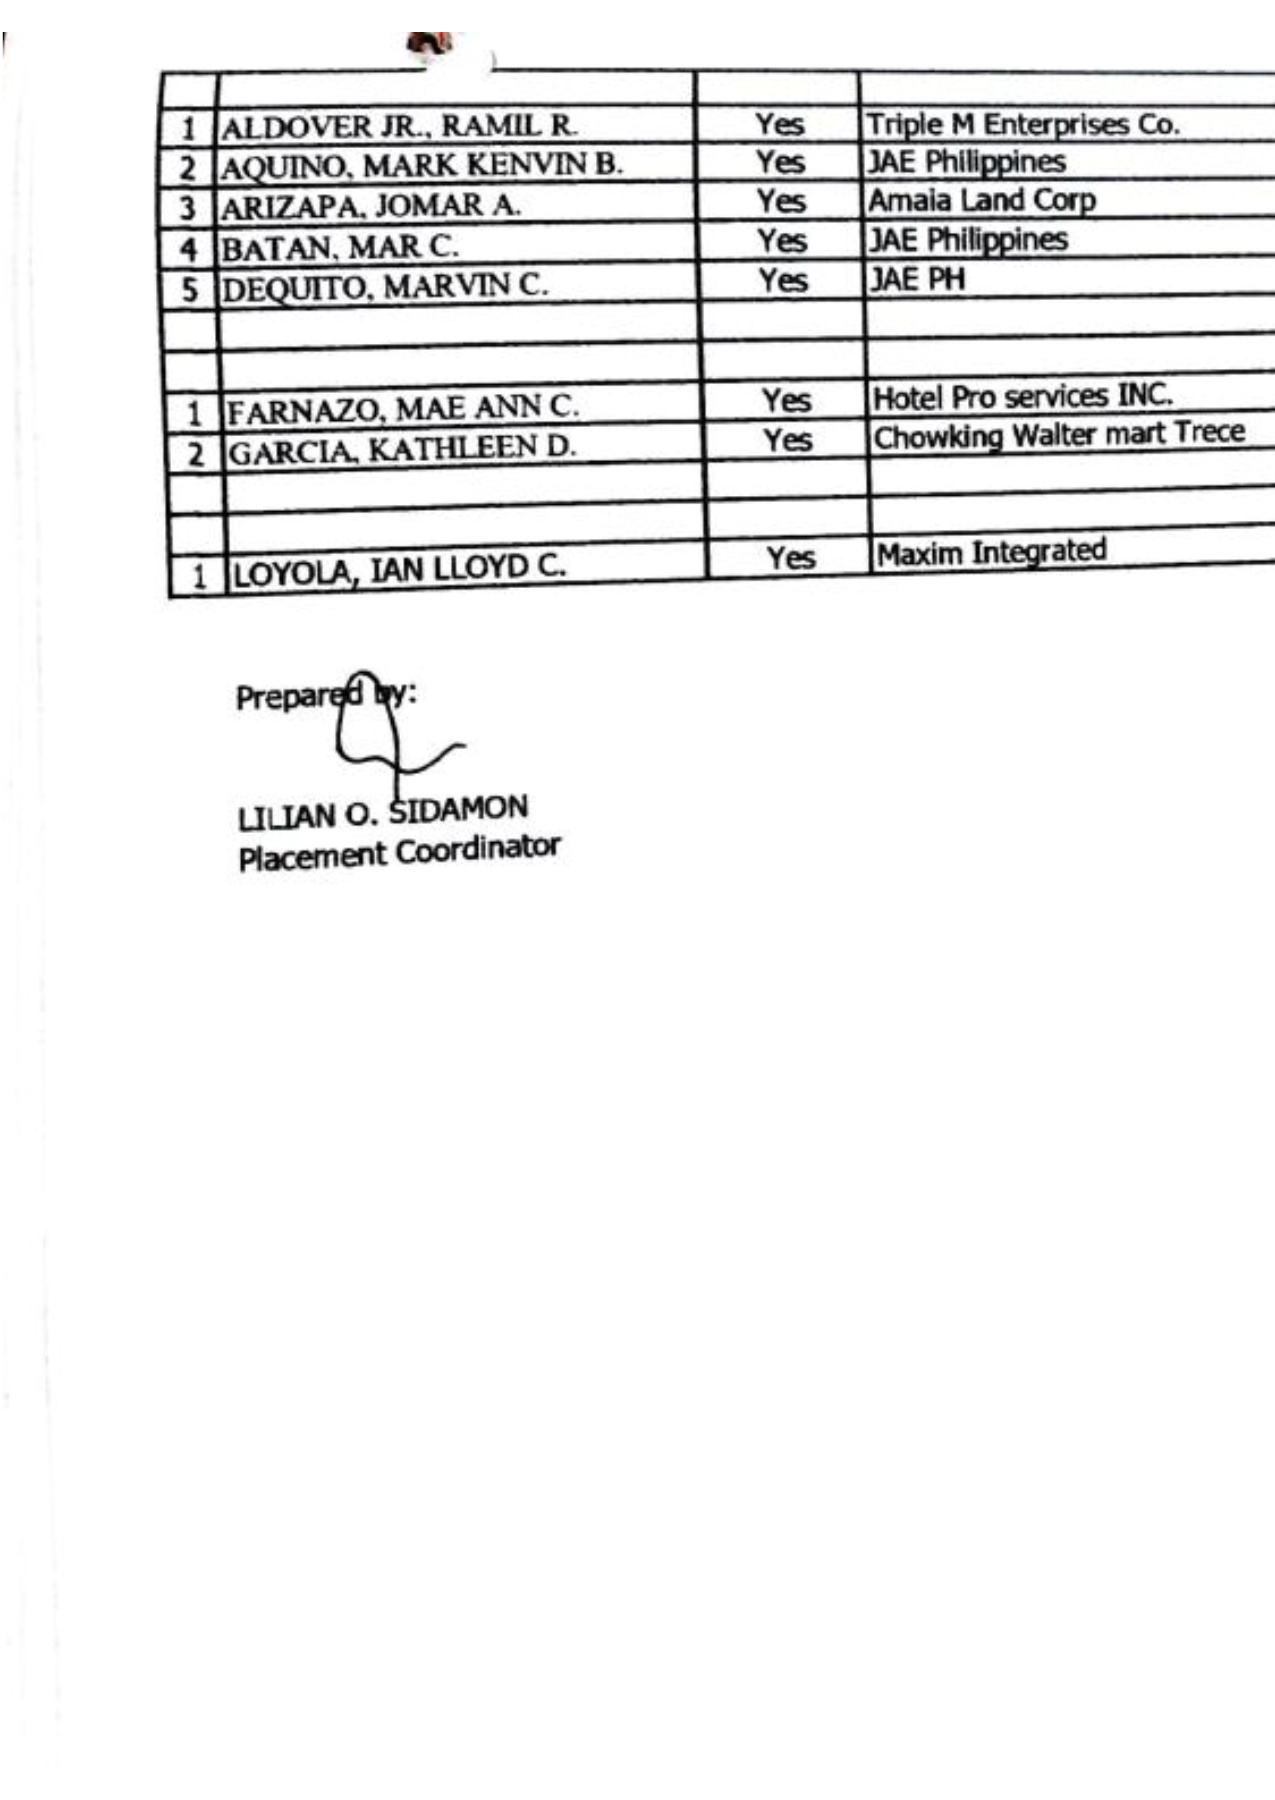 1 ALDOVER JR., RAMIL R. Yes Triple M Enterprises Co.
2 AQUINO, MARK KENVIN B. Yes JAE Philippines
3 ARIZAPA, JOMAR A. Yes Amaia Land Corp
4 BATAN, MAR C. Yes JAE Philippines
5 DEQUITO, MARVIN C. Yes JAE PH
1 FARNAZO, MAE ANN C. Yes Hotel Pro services INC.
2 GARCIA, KATHLEEN D. Yes Chowking Walter mart Trece
1 LOYOLA, IAN LLOYD C. Yes Maxim Integrated
Prepared by:
LILIAN O. SIDAMON
Placement Coordinator